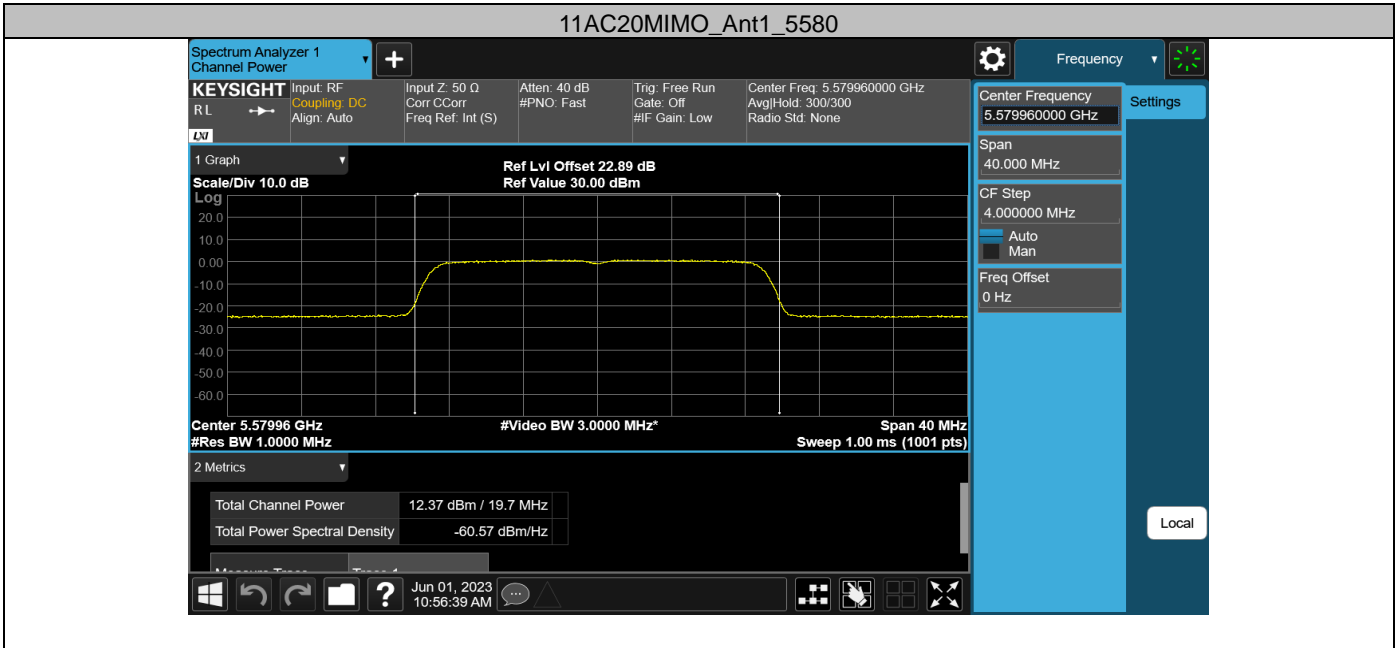 11AC20MIMO_Ant1_5580
Spectrum Analyzer 1
Channel Power
Frequency
KEYSIGHT
RL
LXI
Input: RF
Coupling: DC
Align: Auto
Input Z: 50 Ω
Corr CCorr
Freq Ref: Int (S)
Atten: 40 dB
#PNO: Fast
Trig: Free Run
Gate: Off
#IF Gain: Low
Center Freq: 5.579960000 GHz
Avg|Hold: 300/300
Radio Std: None
Center Frequency
5.579960000 GHz
Settings
Span
40.000 MHz
CF Step
4.000000 MHz
Auto
Man
Freq Offset
0 Hz
Local
1 Graph
Scale/Div 10.0 dB
Ref Lvl Offset 22.89 dB
Ref Value 30.00 dBm
Log
20.0
10.0
0.00
-10.0
-20.0
-30.0
-40.0
-50.0
-60.0
Center 5.57996 GHz
#Res BW 1.0000 MHz
#Video BW 3.0000 MHz*
Span 40 MHz
Sweep 1.00 ms (1001 pts)
2 Metrics
Total Channel Power 12.37 dBm / 19.7 MHz
Total Power Spectral Density -60.57 dBm/Hz
Measure Trace Trace 1
?
Jun 01, 2023
10:56:39 AM